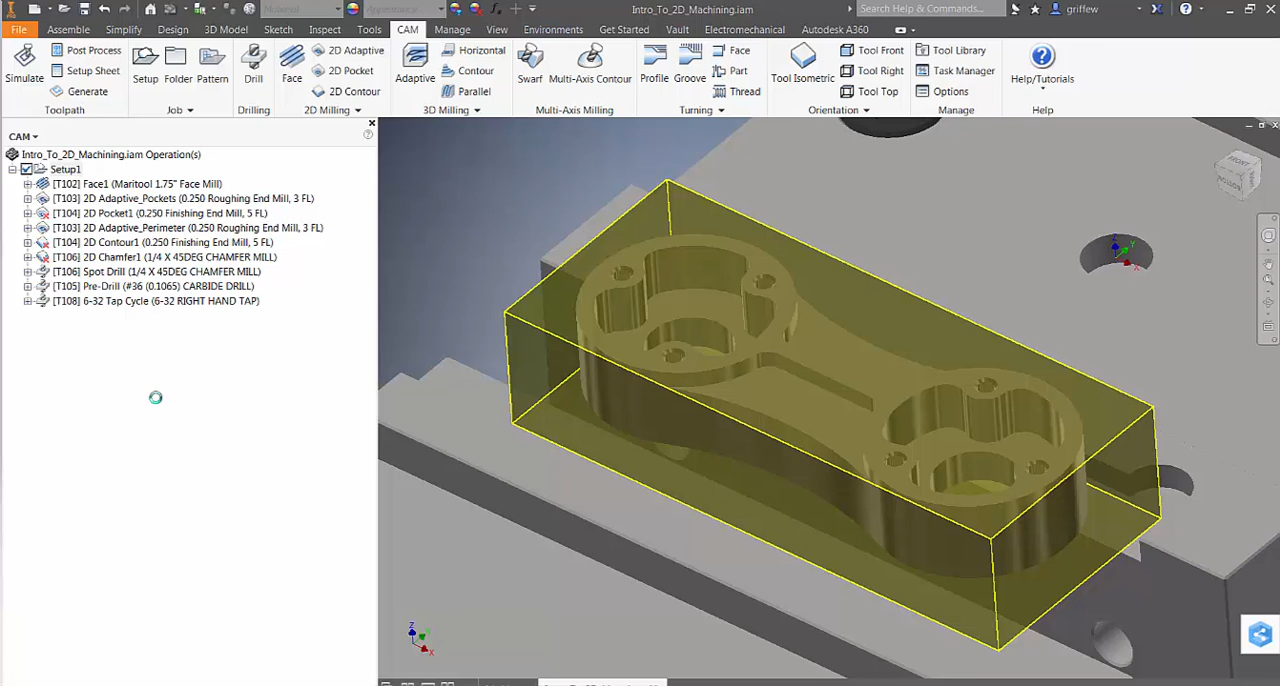 Material
Appearance
Intro_To_2D_Machining.iam
Search Help & Commands...
griffew
File Assemble Simplify Design 3D Model Sketch Inspect Tools CAM Manage View Environments Get Started Vault Electromechanical Autodesk A360
Simulate
Post Process
Setup Sheet
Generate
Toolpath
Setup
Folder
Pattern
Job
Drill
Drilling
Face
2D Adaptive
2D Pocket
2D Contour
2D Milling
Adaptive
Horizontal
Contour
Parallel
3D Milling
Swarf
Multi-Axis Contour
Multi-Axis Milling
Profile
Groove
Face
Part
Thread
Turning
Tool Isometric
Tool Front
Tool Right
Tool Top
Orientation
Tool Library
Task Manager
Options
Manage
Help/Tutorials
Help
CAM
Intro_To_2D_Machining.iam Operation(s)
Setup1
[T102] Face1 (Maritool 1.75" Face Mill)
[T103] 2D Adaptive_Pockets (0.250 Roughing End Mill, 3 FL)
[T104] 2D Pocket1 (0.250 Finishing End Mill, 5 FL)
[T103] 2D Adaptive_Perimeter (0.250 Roughing End Mill, 3 FL)
[T104] 2D Contour1 (0.250 Finishing End Mill, 5 FL)
[T106] 2D Chamfer1 (1/4 X 45DEG CHAMFER MILL)
[T106] Spot Drill (1/4 X 45DEG CHAMFER MILL)
[T105] Pre-Drill (#36 (0.1065) CARBIDE DRILL)
[T108] 6-32 Tap Cycle (6-32 RIGHT HAND TAP)
FRONT
BOTTOM
Z
Y
X
Z
X